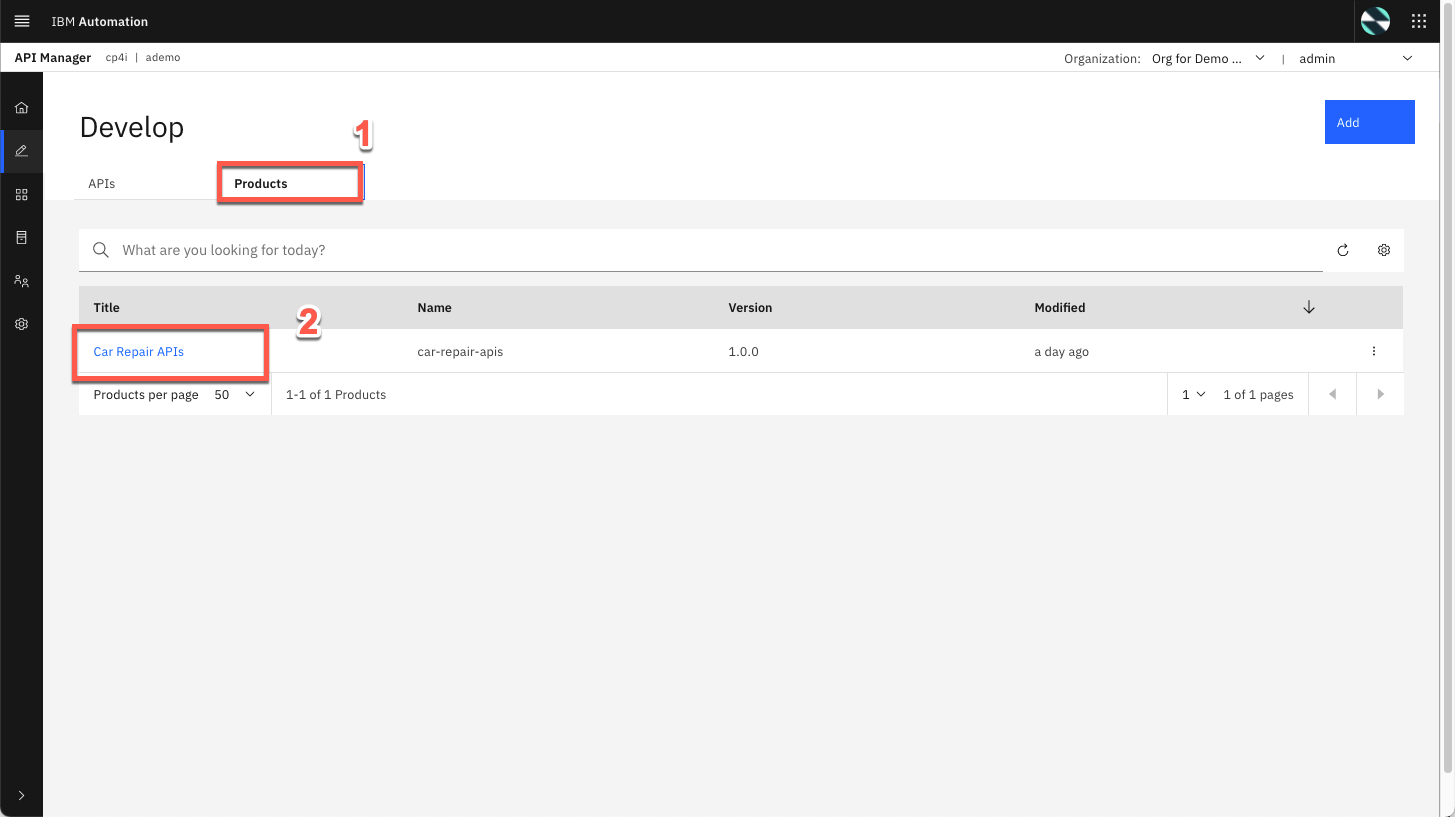 IBM Automation
API Manager cp4i | ademo Organization: Org for Demo ... | admin
Develop
1
Add
APIs Products
What are you looking for today?
Title Name Version Modified
2
Car Repair APIs car-repair-apis 1.0.0 a day ago
Products per page 50 1-1 of 1 Products 1 1 of 1 pages